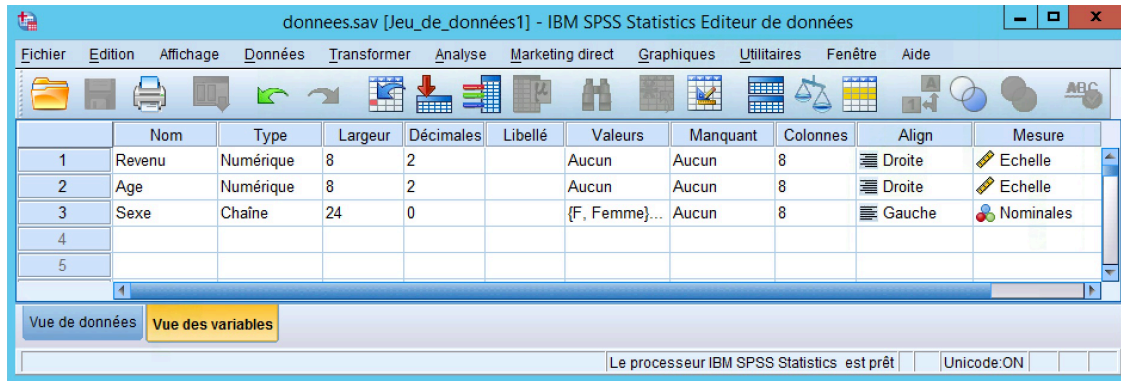 donnees.sav [Jeu_de_données1] - IBM SPSS Statistics Editeur de données
Fichier Edition Affichage Données Transformer Analyse Marketing direct Graphiques Utilitaires Fenêtre Aide
Nom Type Largeur Décimales Libellé Valeurs Manquant Colonnes Align Mesure
1 Revenu Numérique 8 2 Aucun Aucun 8 Droite Echelle
2 Age Numérique 8 2 Aucun Aucun 8 Droite Echelle
3 Sexe Chaîne 24 0 {F, Femme}... Aucun 8 Gauche Nominales
4
5
Vue de données Vue des variables
Le processeur IBM SPSS Statistics est prêt Unicode:ON